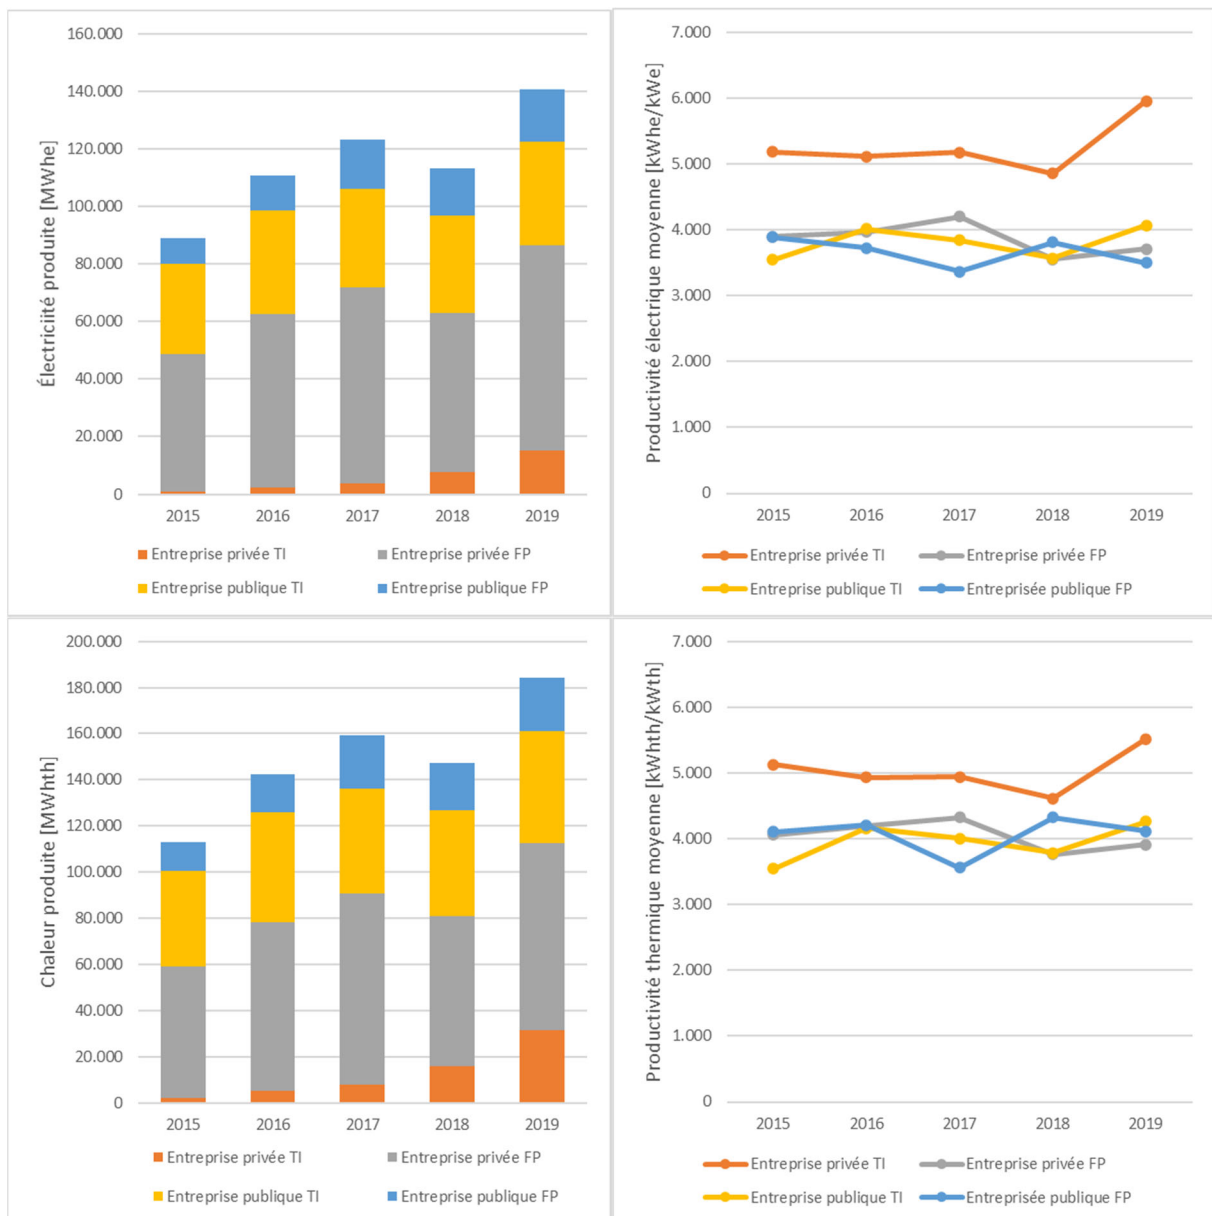 Électriciité produite [MWhe]
160.000
140.000
120.000
100.000
80.000
60.000
40.000
20.000
0
2015 2016 2017 2018 2019
Entreprise privée TI Entreprise privée FP
Entreprise publique TI Entreprise publique FP
Productivité électrique moyenne [kWhe/kWe]
7.000
6.000
5.000
4.000
3.000
2.000
1.000
0
2015 2016 2017 2018 2019
Entreprise privée TI Entreprise privée FP
Entreprise publique TI Entreprisée publique FP
Chaleur produite [MWhth]
200.000
180.000
160.000
140.000
120.000
100.000
80.000
60.000
40.000
20.000
0
2015 2016 2017 2018 2019
Entreprise privée TI Entreprise privée FP
Entreprise publique TI Entreprise publique FP
Productivité thermique moyenne [kWhth/kWth]
7.000
6.000
5.000
4.000
3.000
2.000
1.000
0
2015 2016 2017 2018 2019
Entreprise privée TI Entreprise privée FP
Entreprise publique TI Entreprisée publique FP